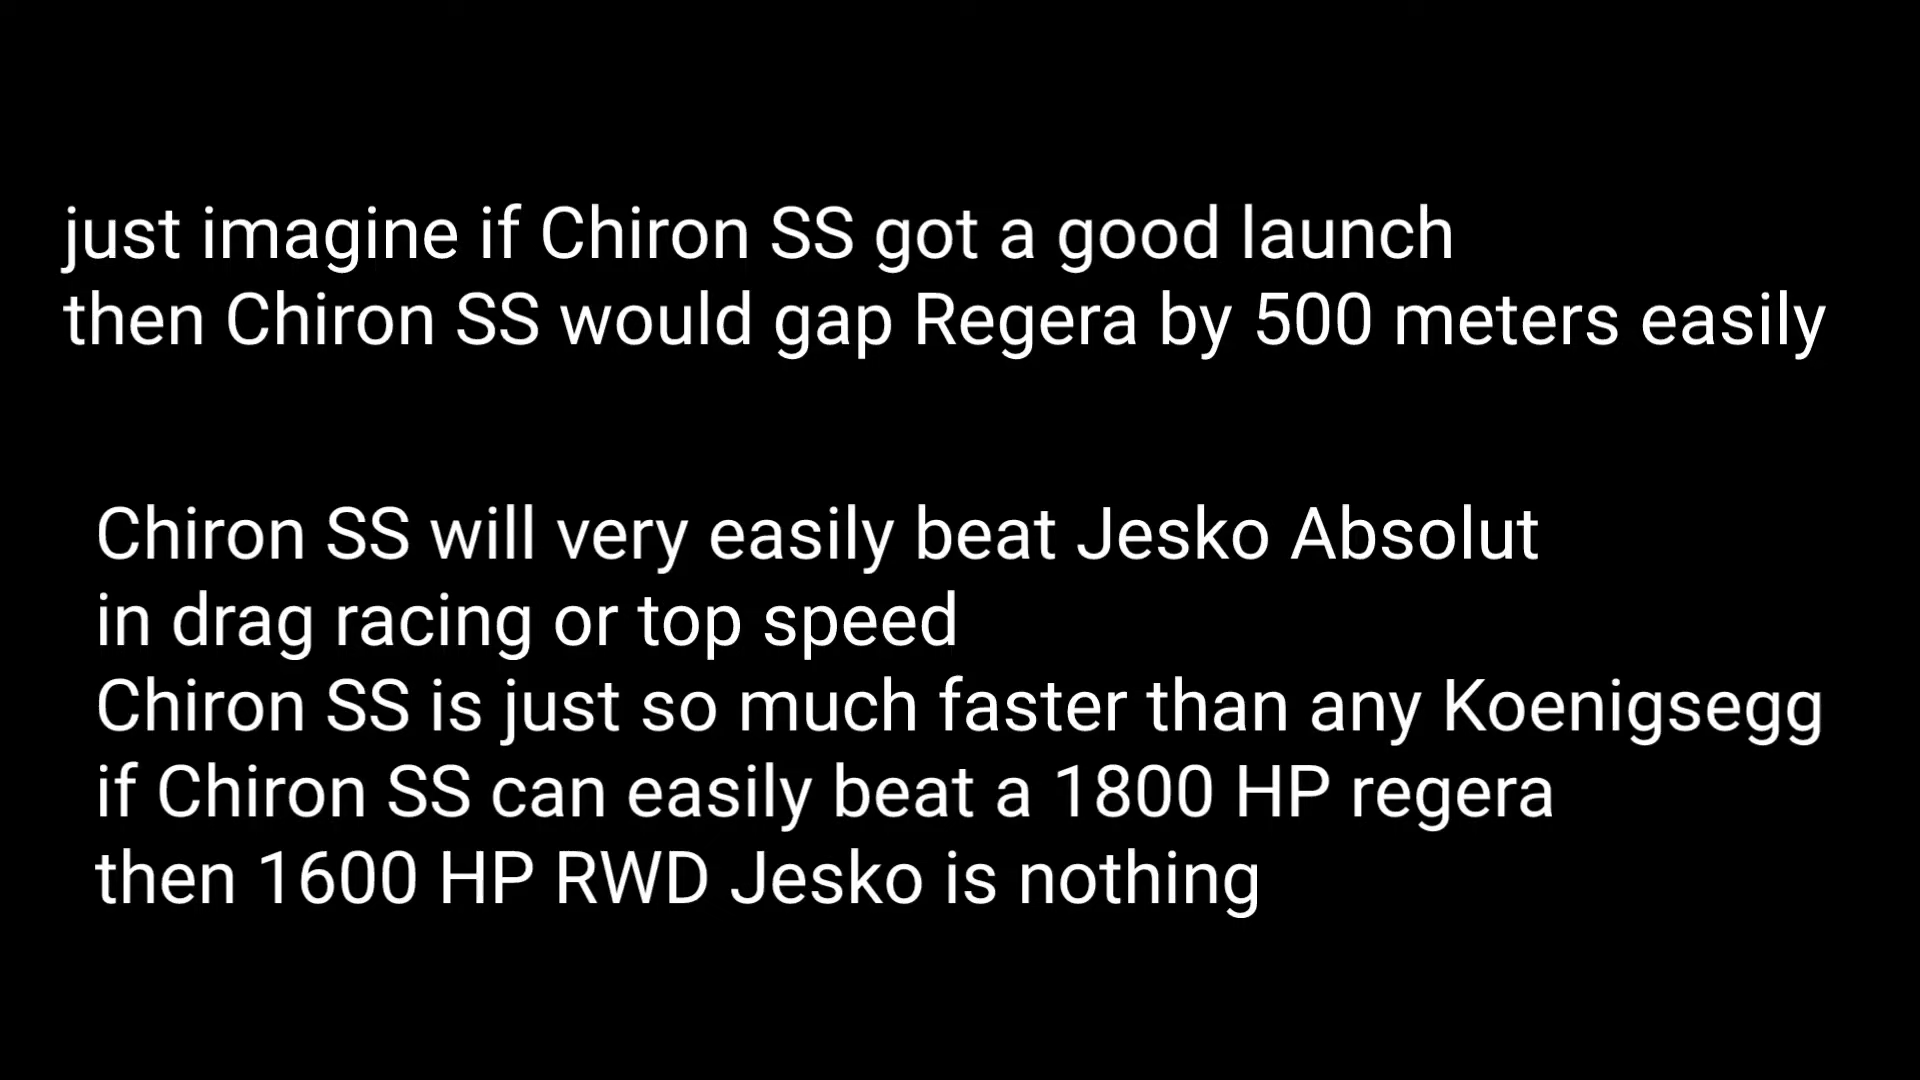 just imagine if Chiron SS got a good launch
then Chiron SS would gap Regera by 500 meters easily
Chiron SS will very easily beat Jesko Absolut
in drag racing or top speed
Chiron SS is just so much faster than any Koenigsegg
if Chiron SS can easily beat a 1800 HP regera
then 1600 HP RWD Jesko is nothing